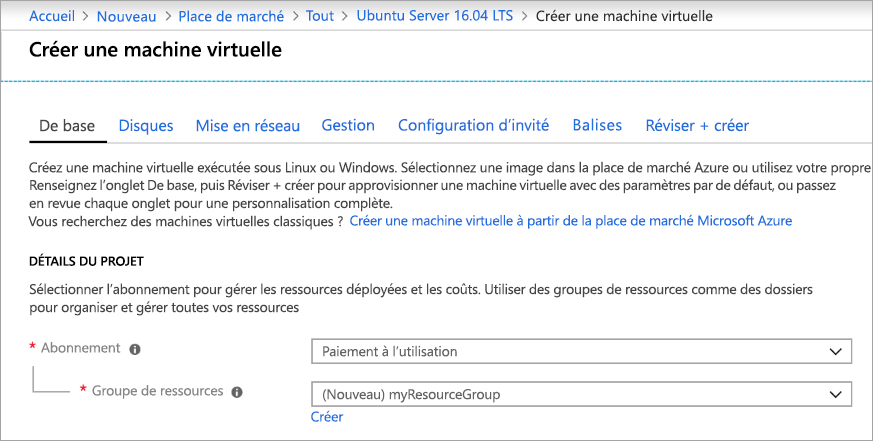 Accueil > Nouveau > Place de marché > Tout > Ubuntu Server 16.04 LTS > Créer une machine virtuelle
Créer une machine virtuelle
De base Disques Mise en réseau Gestion Configuration d'invité Balises Réviser + créer
Créez une machine virtuelle exécutée sous Linux ou Windows. Sélectionnez une image dans la place de marché Azure ou utilisez votre propre
Renseignez l'onglet De base, puis Réviser + créer pour approvisionner une machine virtuelle avec des paramètres par de défaut, ou passez
en revue chaque onglet pour une personnalisation complète.
Vous recherchez des machines virtuelles classiques ? Créer une machine virtuelle à partir de la place de marché Microsoft Azure
DÉTAILS DU PROJET
Sélectionner l'abonnement pour gérer les ressources déployées et les coûts. Utiliser des groupes de ressources comme des dossiers
pour organiser et gérer toutes vos ressources
* Abonnement Paiement à l'utilisation
* Groupe de ressources (Nouveau) myResourceGroup
Créer